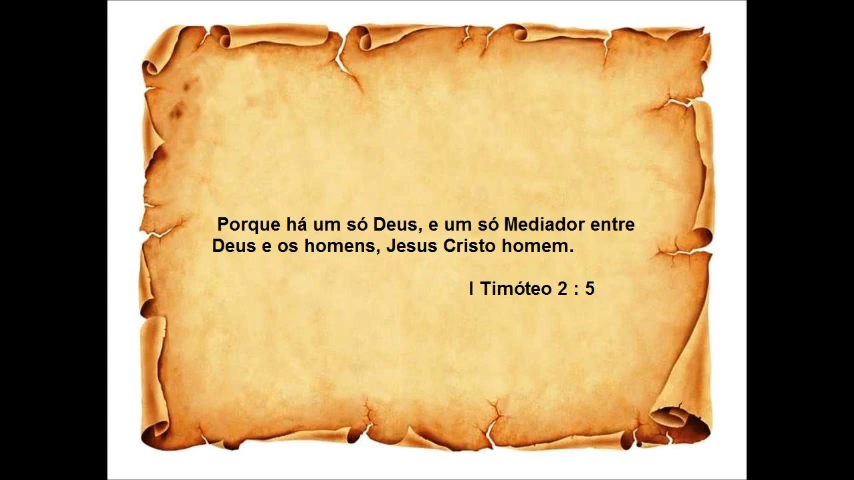 Porque há um só Deus, e um só Mediador entre
Deus e os homens, Jesus Cristo homem.
I Timóteo 2 : 5